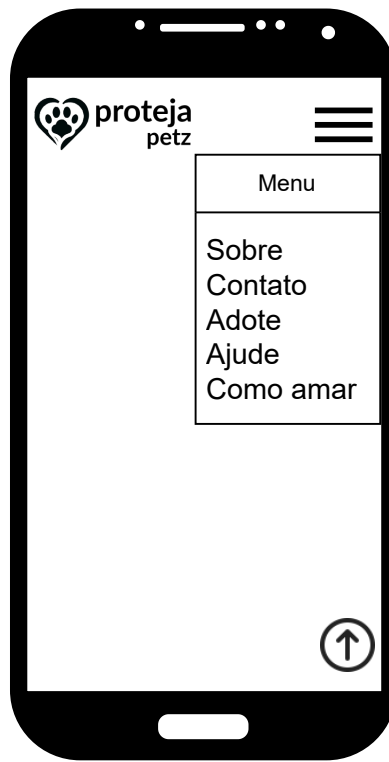 proteja
petz
Menu
Sobre
Contato
Adote
Ajude
Como amar